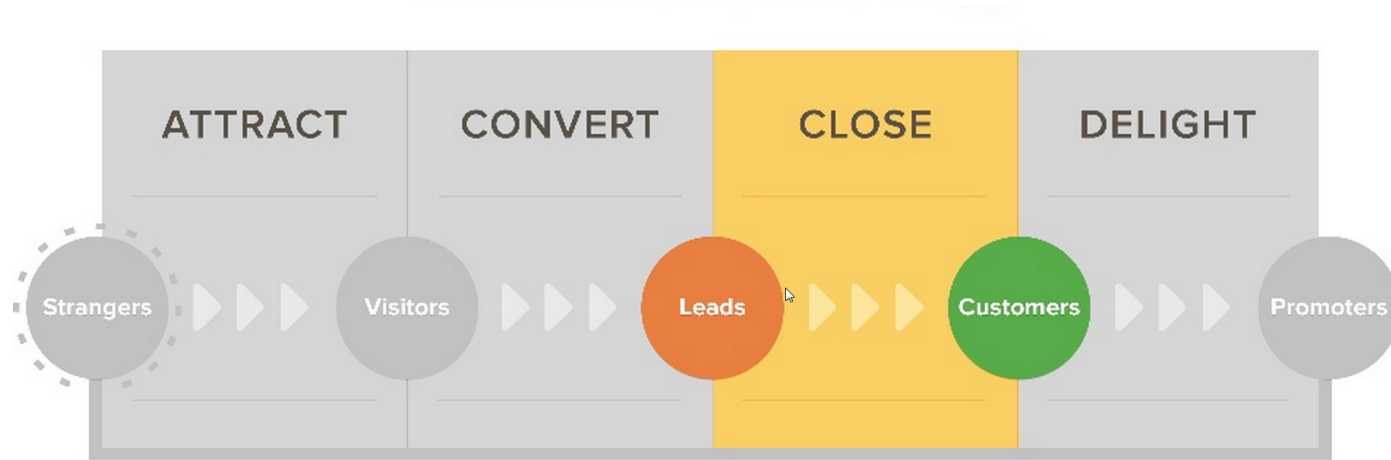 ATTRACT CONVERT CLOSE DELIGHT
Strangers Visitors Leads Customers Promoters